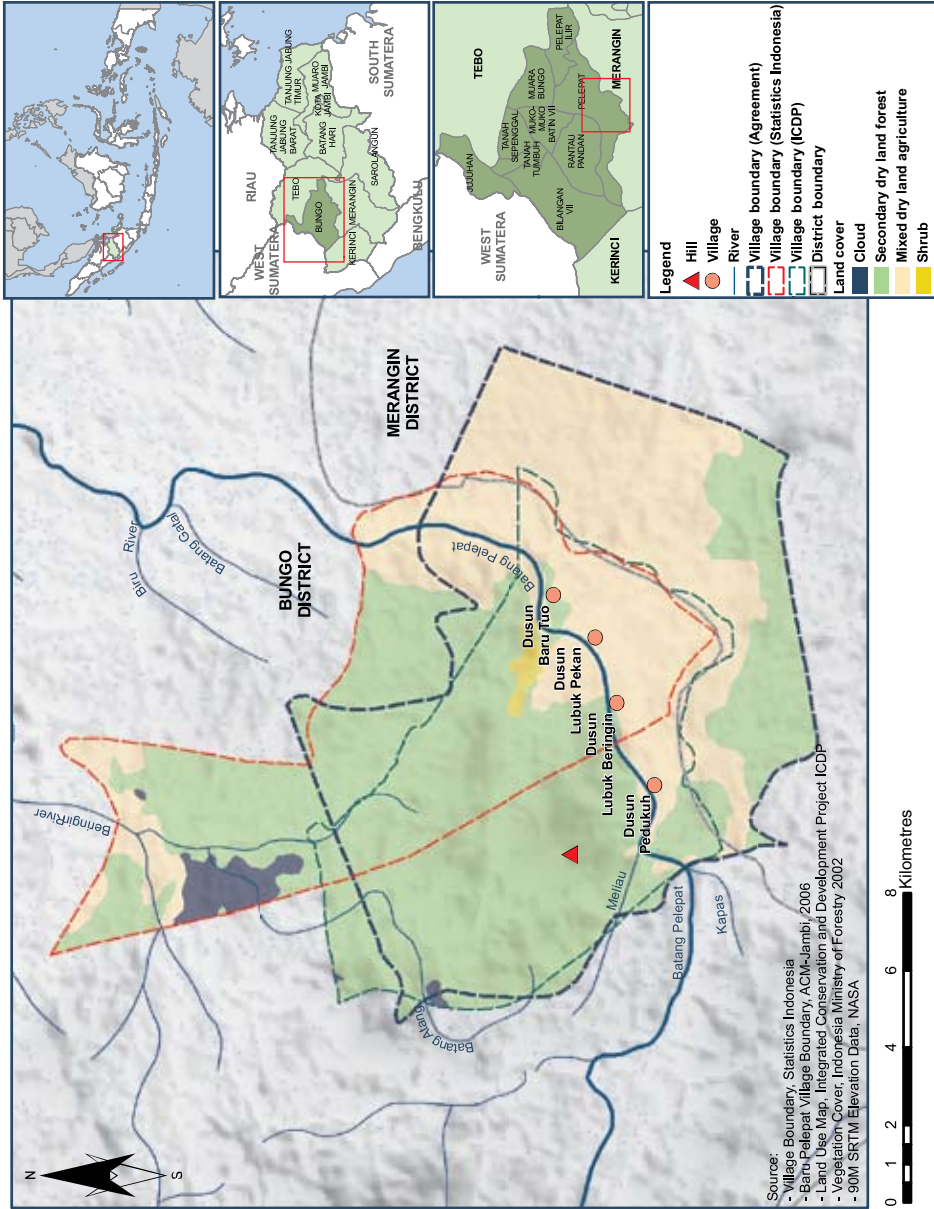 N
S
BeringinRiver
Biru
River
Batang Galal
BUNGO
DISTRICT
MERANGIN
DISTRICT
Batang Pelepat
Dusun
Baru Tuo
Dusun
Lubuk Pekan
Dusun
Lubuk Beringin
Dusun
Pedukuh
Batang Atang
Meliau
Batang Pelepat
Kapas
Source:
- Village Boundary, Statistics Indonesia
- Baru Pelepat Village Boundary, ACM-Jambi, 2006
- Land Use Map, Integrated Conservation and Development Project ICDP
- Vegetation Cover, Indonesia Ministry of Forestry 2002
- 90M SRTM Elevation Data, NASA
0 1 2 4 6 8
Kilometres
RIAU
WEST
SUMATERA
TEBO
BUNGO
KERINCI
MERANGIN
BENGKULU
SAROLANGUN
BATANG
HARI
TANJUNG
JABUNG
BARAT
TANJUNG JABUNG
TIMUR
KOTA
JAMBI
MUARO
JAMBI
SOUTH
SUMATERA
WEST
SUMATERA
TEBO
JUJUHAN
TANAH
SEPENGGAL
TANAH
TUMBUH
MUKO-
MUKO
BATIN VII
MUARA
BUNGO
PELEPAT
ILIR
PELEPAT
RANTAU
PANDAN
BILANGAN
VII
KERINCI
MERANGIN
Legend
Hill
Village
River
Village boundary (Agreement)
Village boundary (Statistics Indonesia)
Village boundary (ICDP)
District boundary
Land cover
Cloud
Secondary dry land forest
Mixed dry land agriculture
Shrub